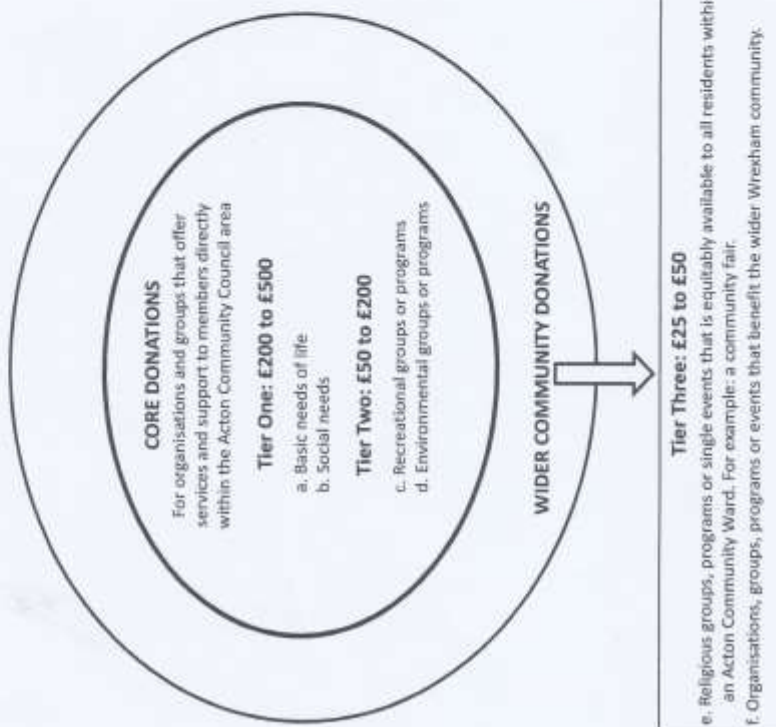 CORE DONATIONS
For organisations and groups that offer
services and support to members directly
within the Acton Community Council area
Tier One: £200 to £500
a. Basic needs of life
b. Social needs
Tier Two: £50 to £200
c. Recreational groups or programs
d. Environmental groups or programs
WIDER COMMUNITY DONATIONS
Tier Three: £25 to £50
e. Religious groups, programs or single events that is equitably available to all residents withi
an Acton Community Ward. For example: a community fair.
f. Organisations, groups, programs or events that benefit the wider Wrexham community.